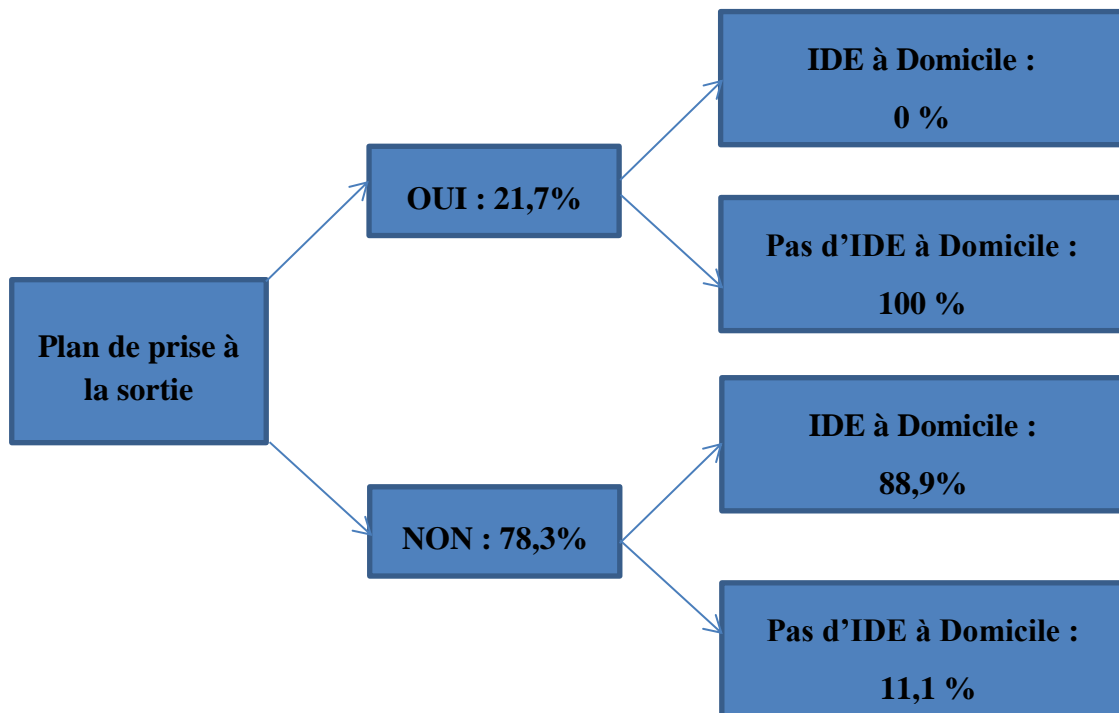 IDE à Domicile :
0 %
OUI : 21,7%
Pas d’IDE à Domicile :
100 %
Plan de prise à
la sortie
IDE à Domicile :
88,9%
NON : 78,3%
Pas d’IDE à Domicile :
11,1 %